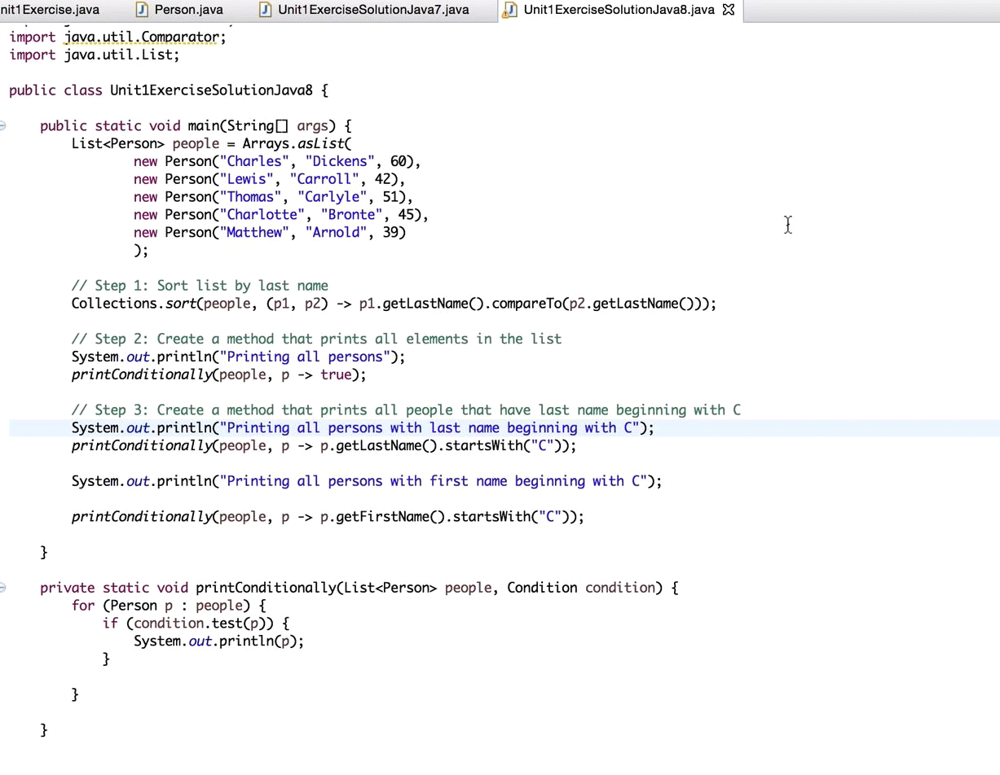 nit1Exercise.java Person.java Unit1ExerciseSolutionJava7.java Unit1ExerciseSolutionJava8.java
import java.util.Comparator;
import java.util.List;
public class Unit1ExerciseSolutionJava8 {
public static void main(String[] args) {
List<Person> people = Arrays.asList(
new Person("Charles", "Dickens", 60),
new Person("Lewis", "Carroll", 42),
new Person("Thomas", "Carlyle", 51),
new Person("Charlotte", "Bronte", 45),
new Person("Matthew", "Arnold", 39)
);
// Step 1: Sort list by last name
Collections.sort(people, (p1, p2) -> p1.getLastName().compareTo(p2.getLastName()));
// Step 2: Create a method that prints all elements in the list
System.out.println("Printing all persons");
printConditionally(people, p -> true);
// Step 3: Create a method that prints all people that have last name beginning with C
System.out.println("Printing all persons with last name beginning with C");
printConditionally(people, p -> p.getLastName().startsWith("C"));
System.out.println("Printing all persons with first name beginning with C");
printConditionally(people, p -> p.getFirstName().startsWith("C"));
}
private static void printConditionally(List<Person> people, Condition condition) {
for (Person p : people) {
if (condition.test(p)) {
System.out.println(p);
}
}
}